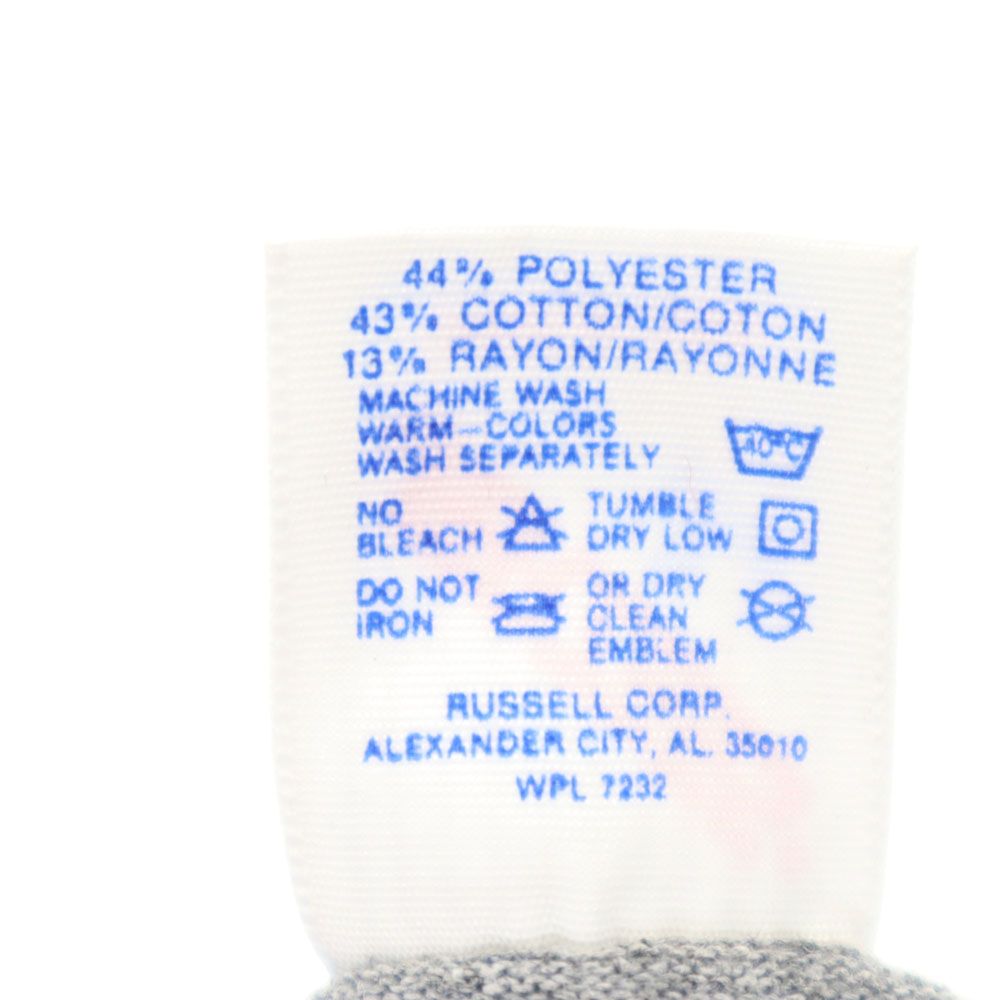 44% POLYESTER
43% COTTON/COTON
13% RAYON/RAYONNE
MACHINE WASH
WARM—COLORS
WASH SEPARATELY
40°C
NO
BLEACH
TUMBLE
DRY LOW
DO NOT
IRON
OR DRY
CLEAN
EMBLEM
RUSSELL CORP.
ALEXANDER CITY, AL. 35010
WPL 7232